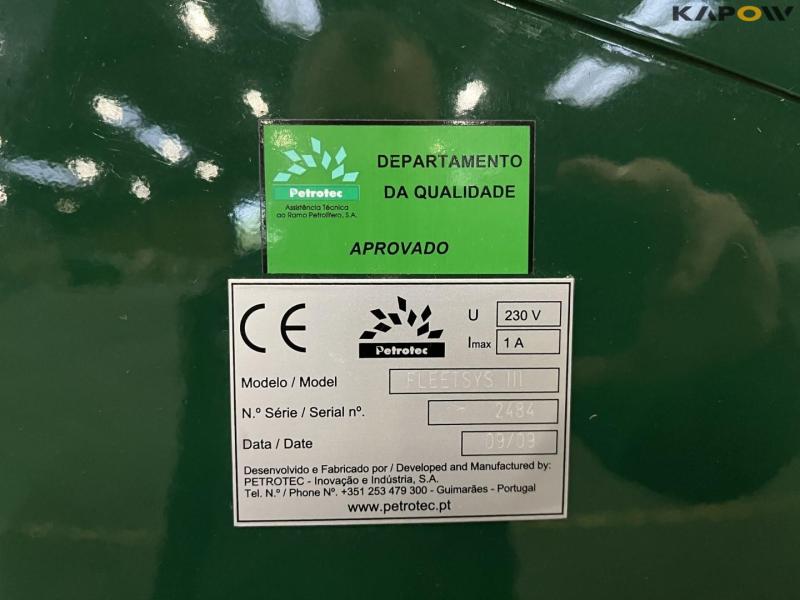 KAPOW
DEPARTAMENTO
DA QUALIDADE
Petrotec
Assistência Técnica
ao Ramo Petrolífero, S.A.
APROVADO
CE
Petrotec
U 230 V
Imax 1 A
Modelo / Model FLEETSYS III
N.º Série / Serial nº. 2484
Data / Date 09/09
Desenvolvido e Fabricado por / Developed and Manufactured by:
PETROTEC - Inovação e Indústria, S.A.
Tel. N.º / Phone Nº. +351 253 479 300 - Guimarães - Portugal
www.petrotec.pt